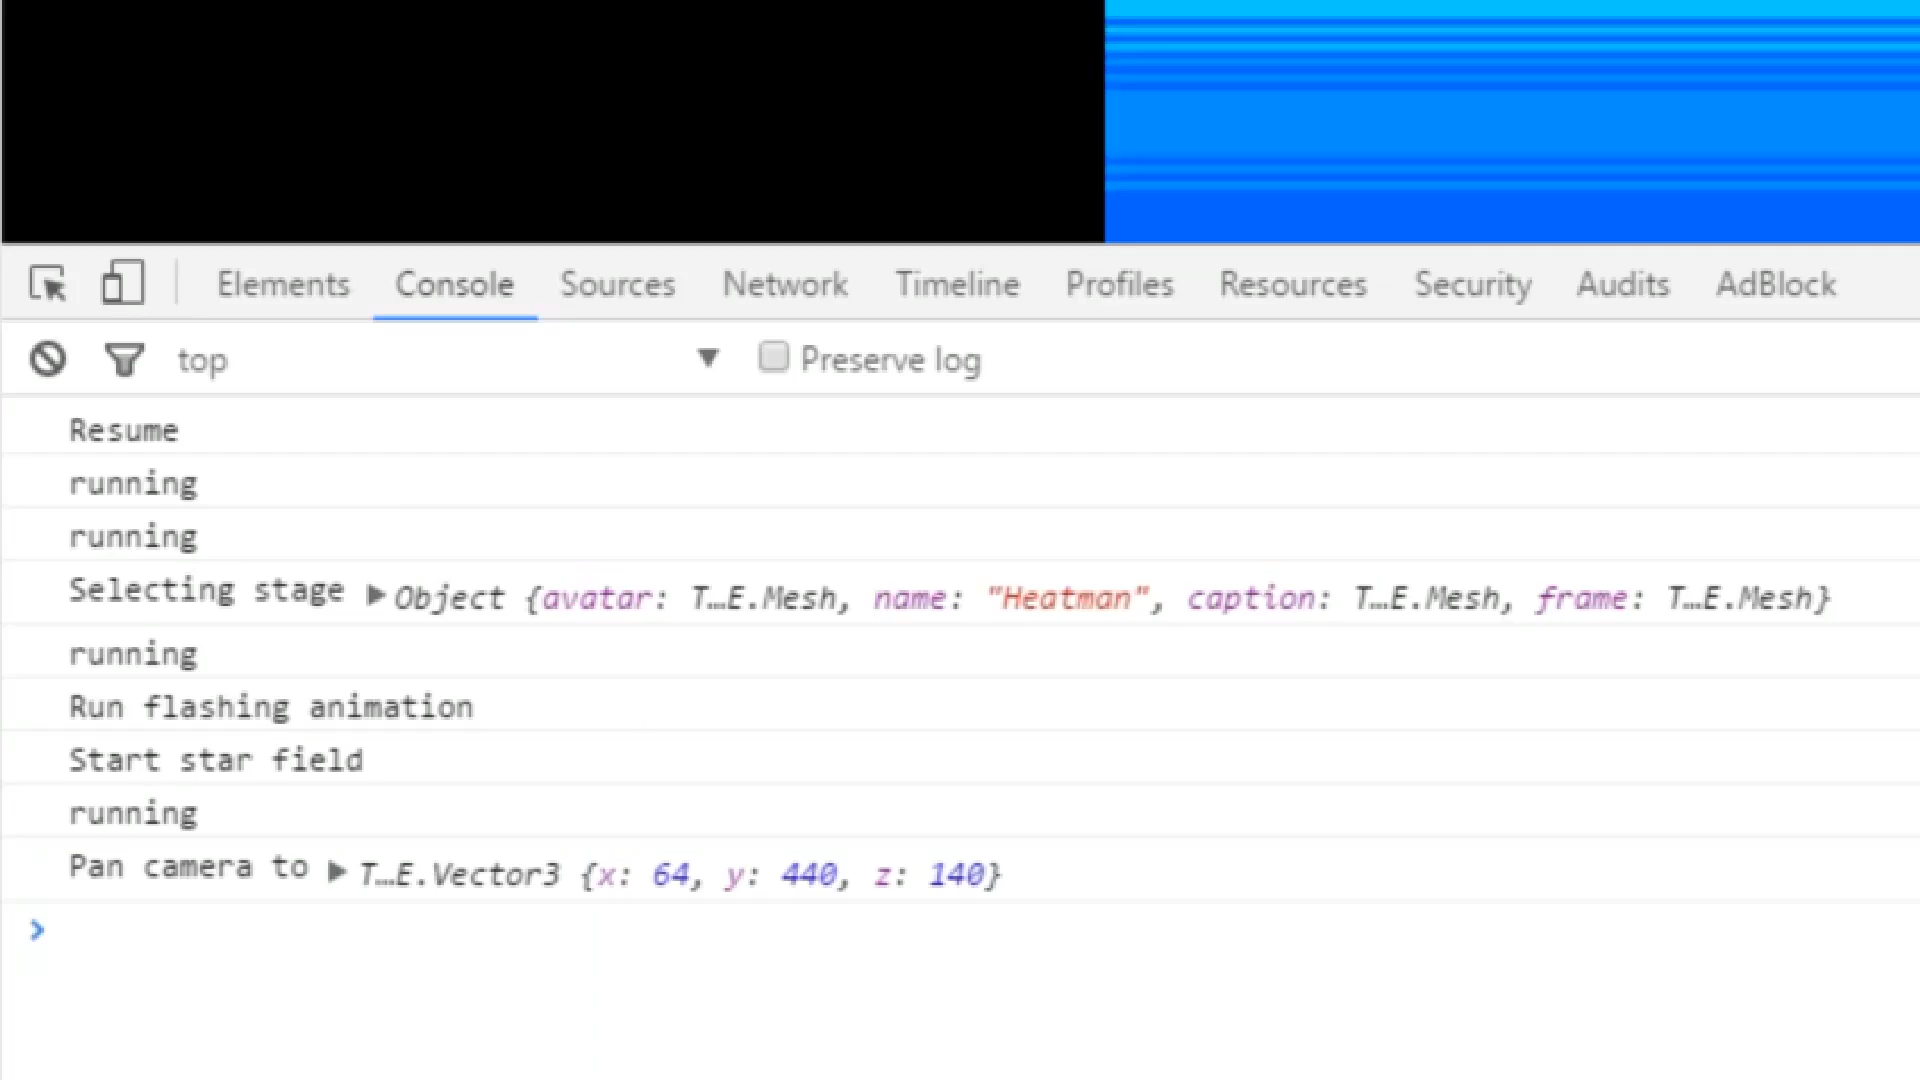 Elements Console Sources Network Timeline Profiles Resources Security Audits AdBlock
top ▼ Preserve log
Resume
running
running
Selecting stage ▶Object {avatar: T…E.Mesh, name: "Heatman", caption: T…E.Mesh, frame: T…E.Mesh}
running
Run flashing animation
Start star field
running
Pan camera to ▶T…E.Vector3 {x: 64, y: 440, z: 140}